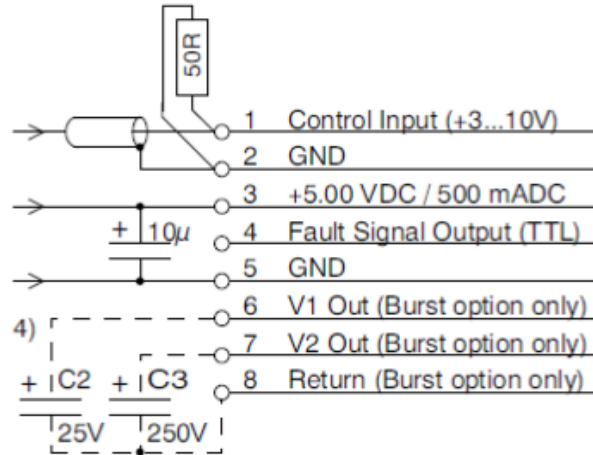 50R
1 Control Input (+3...10V)
2 GND
3 +5.00 VDC / 500 mADC
+ 10µ
4 Fault Signal Output (TTL)
5 GND
6 V1 Out (Burst option only)
4)
7 V2 Out (Burst option only)
+ C2 + C3
8 Return (Burst option only)
25V 250V